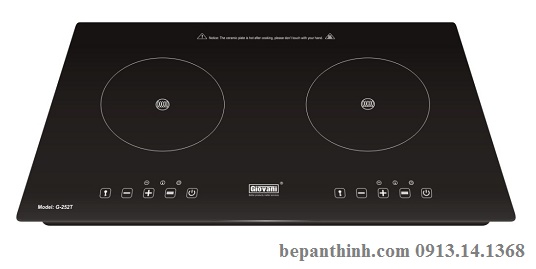 Notice: The ceramic plate is hot after cooking, please don't touch with your hand.
Giovani ®
Model: G-252T
bepanthinh.com 0913.14.1368